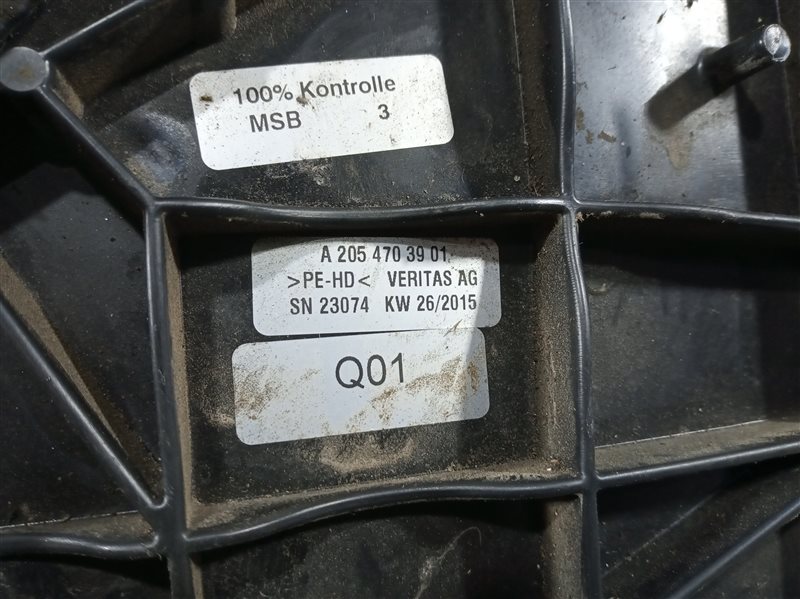 100% Kontrolle
MSB 3
A 205 470 39 01
>PE-HD< VERITAS AG
SN 23074 KW 26/2015
Q01